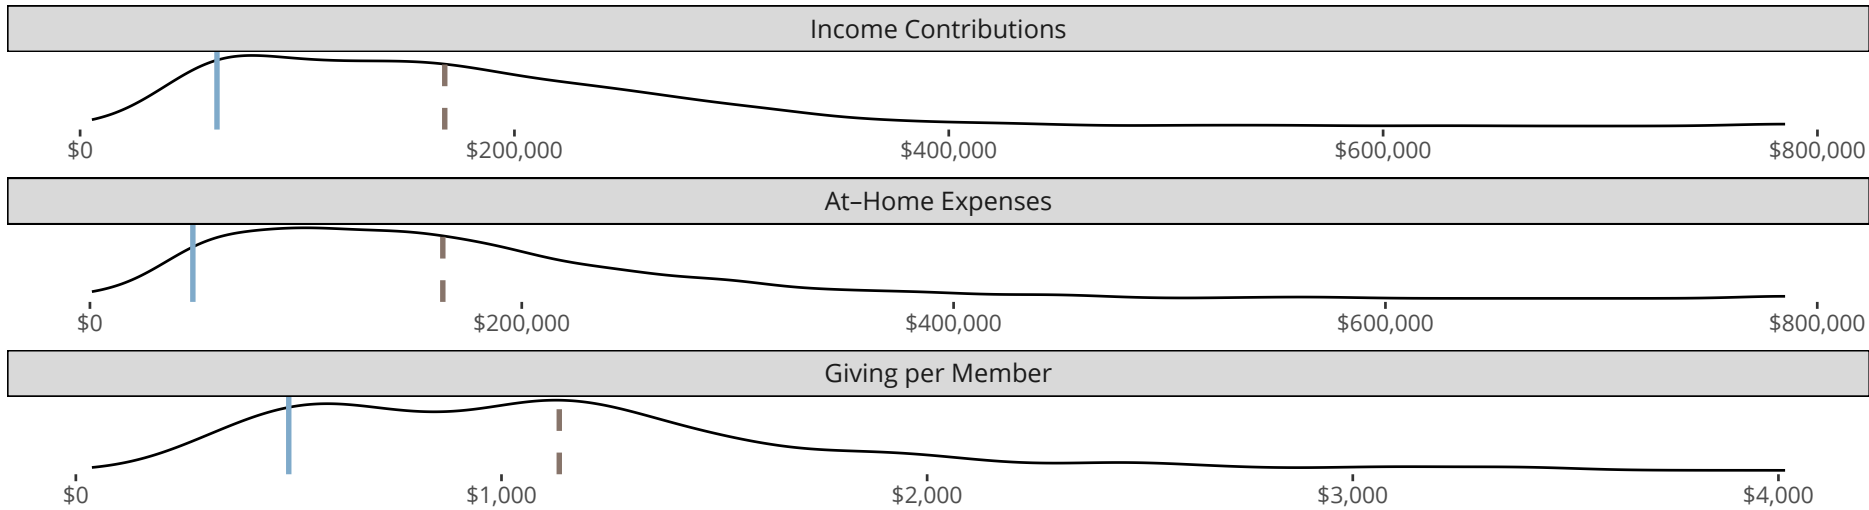 Income Contributions
$0 $200,000 $400,000 $600,000 $800,000
At–Home Expenses
$0 $200,000 $400,000 $600,000 $800,000
Giving per Member
$0 $1,000 $2,000 $3,000 $4,000